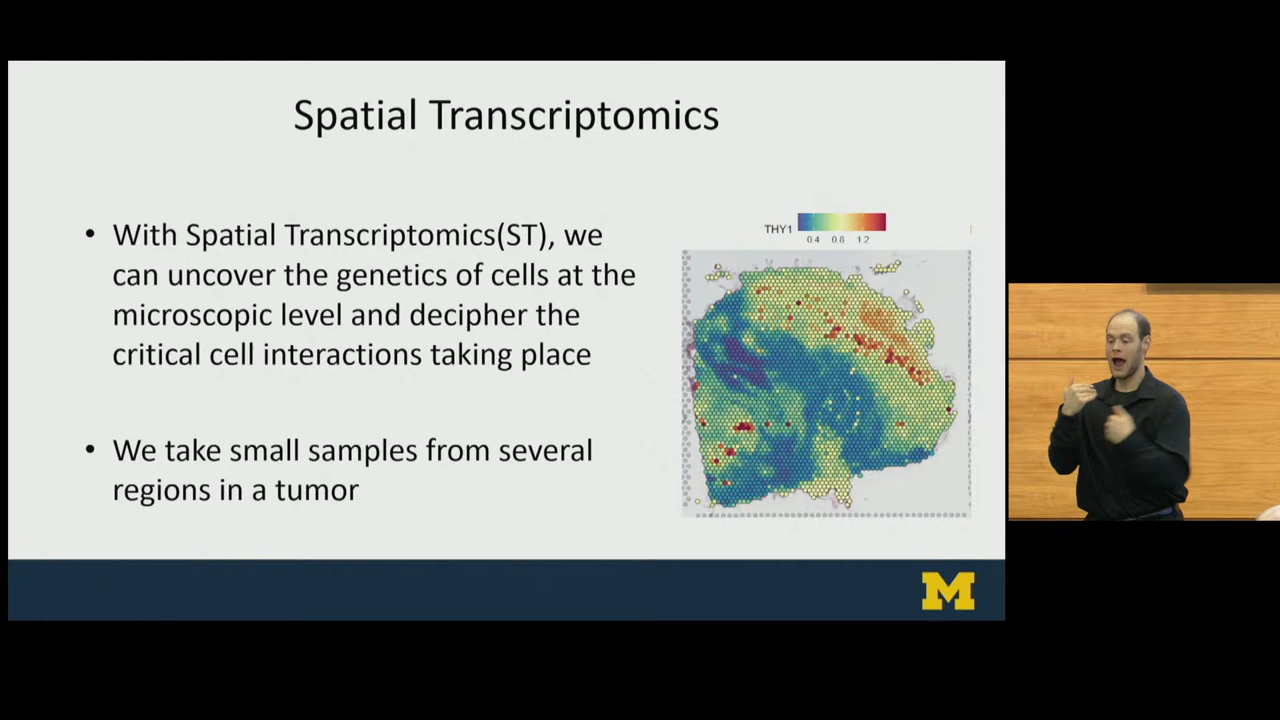 Spatial Transcriptomics
• With Spatial Transcriptomics(ST), we
can uncover the genetics of cells at the
microscopic level and decipher the
critical cell interactions taking place
• We take small samples from several
regions in a tumor
THY1
0.4 0.8 1.2
M